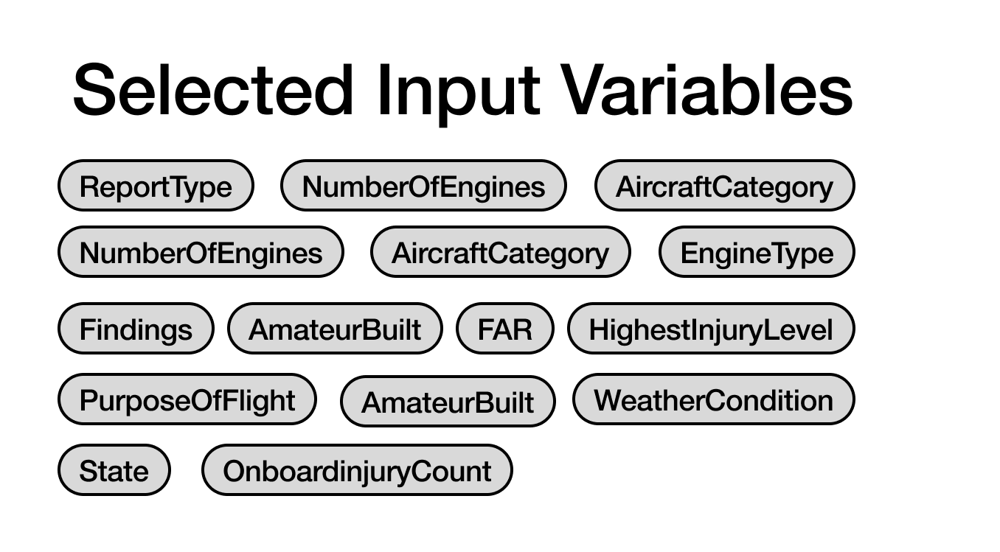 Selected Input Variables
ReportType NumberOfEngines AircraftCategory
NumberOfEngines AircraftCategory EngineType
Findings AmateurBuilt FAR HighestInjuryLevel
PurposeOfFlight AmateurBuilt WeatherCondition
State OnboardinjuryCount